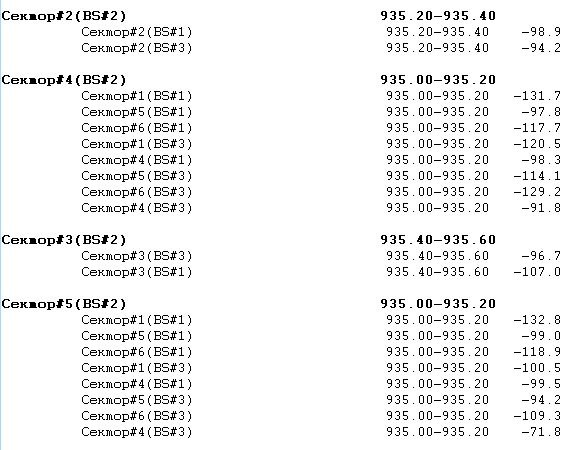 Сектор#2(BS#2) 935.20-935.40
Сектор#2(BS#1) 935.20-935.40 -98.9
Сектор#2(BS#3) 935.20-935.40 -94.2
Сектор#4(BS#2) 935.00-935.20
Сектор#1(BS#1) 935.00-935.20 -131.7
Сектор#5(BS#1) 935.00-935.20 -97.8
Сектор#6(BS#1) 935.00-935.20 -117.7
Сектор#1(BS#3) 935.00-935.20 -120.5
Сектор#4(BS#1) 935.00-935.20 -98.3
Сектор#5(BS#3) 935.00-935.20 -114.1
Сектор#6(BS#3) 935.00-935.20 -129.2
Сектор#4(BS#3) 935.00-935.20 -91.8
Сектор#3(BS#2) 935.40-935.60
Сектор#3(BS#3) 935.40-935.60 -96.7
Сектор#3(BS#1) 935.40-935.60 -107.0
Сектор#5(BS#2) 935.00-935.20
Сектор#1(BS#1) 935.00-935.20 -132.8
Сектор#5(BS#1) 935.00-935.20 -99.0
Сектор#6(BS#1) 935.00-935.20 -118.9
Сектор#1(BS#3) 935.00-935.20 -100.5
Сектор#4(BS#1) 935.00-935.20 -99.5
Сектор#5(BS#3) 935.00-935.20 -94.2
Сектор#6(BS#3) 935.00-935.20 -109.3
Сектор#4(BS#3) 935.00-935.20 -71.8